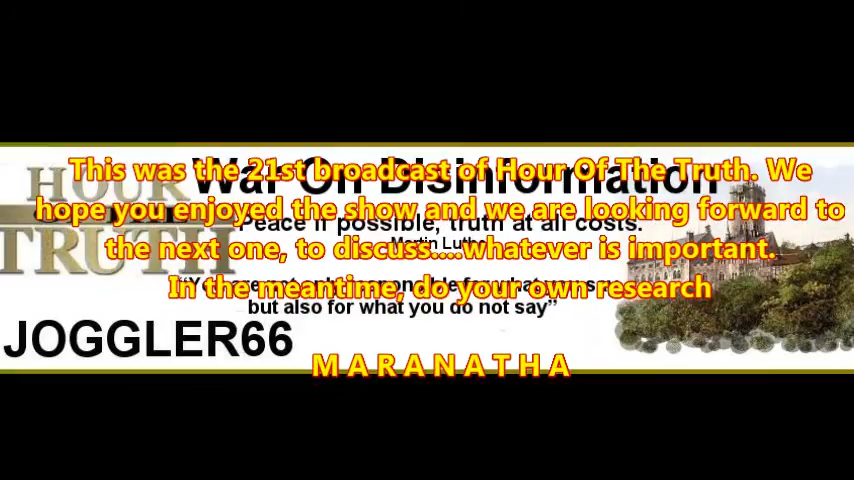 War On Disinformation
This was the 21st broadcast of Hour Of The Truth. We
HOUR
hope you enjoyed the show and we are looking forward to
Peace if possible, truth at all costs.
TRUTH
the next one, to discuss....whatever is important.
Martin Luther
In the meantime, do your own research
but also for what you do not say”
JOGGLER66
M A R A N A T H A